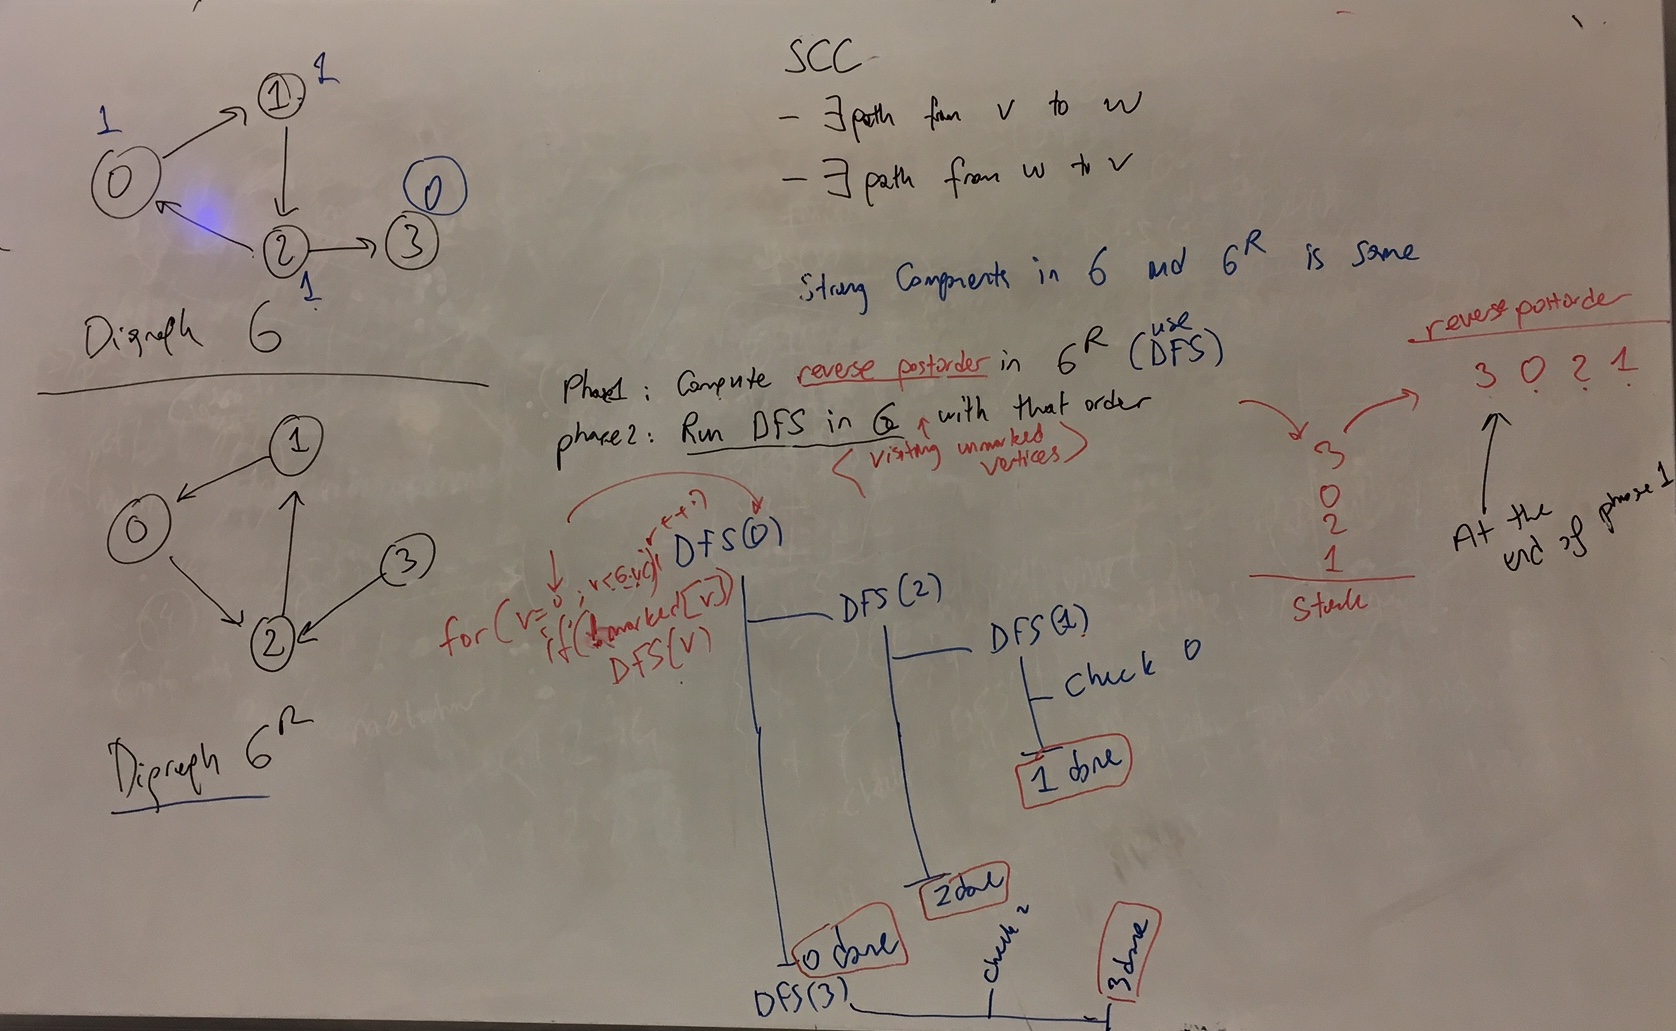 1
1
1
0
0
2
3
1
Digraph G
SCC
- ∃ path from v to w
- ∃ path from w to v
Strong Components in G and G^R is same
phase1: Compute reverse postorder in G^R (use DFS)
phase2: Run DFS in G with that order
(visiting unmarked
vertices)
reverse postorder
3 0 2 1
At the
end of phase 1
3
0
2
1
Stack
1
0
3
2
Digraph G^R
for (v=0; v<G.V(); v++)
if(!marked[v])
DFS(v)
DFS(0)
DFS(2)
DFS(1)
Check 0
1 done
2 done
0 done
DFS(3)
check 2
3 done